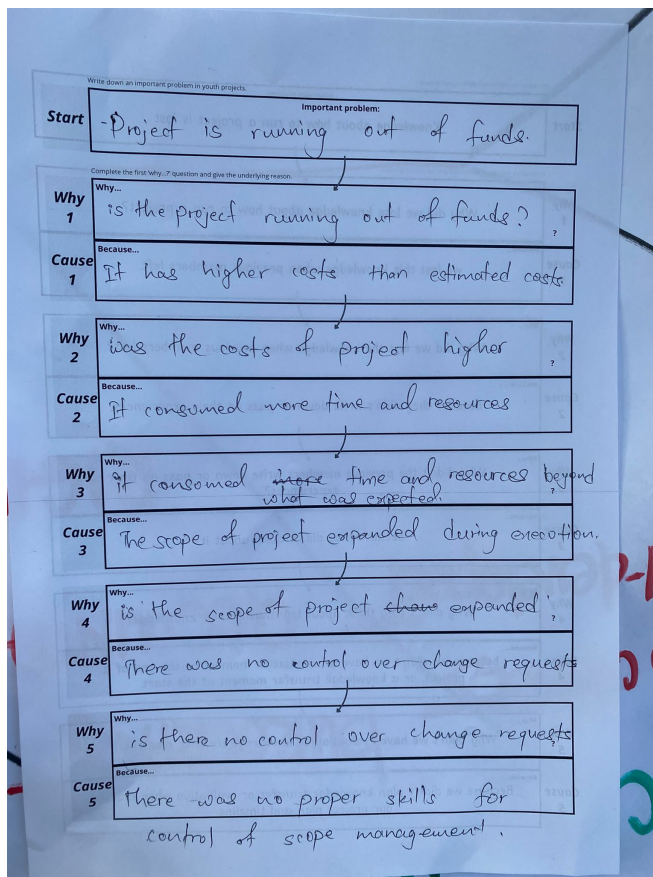 Write down an important problem in youth projects.
Start
Important problem:
-Project is running out of funds.
Complete the first 'why...?' question and give the underlying reason.
Why 1
Why...
is the project running out of funds?
?
Cause 1
Because...
It has higher costs than estimated costs
Why 2
Why...
was the costs of project higher
?
Cause 2
Because...
It consumed more time and resources
Why 3
Why...
it consumed more time and resources beyond
what was expected.
?
Cause 3
Because...
The scope of project expanded during execution.
Why 4
Why...
is the scope of project expanded
?
Cause 4
Because...
There was no control over change requests
Why 5
Why...
is there no control over change requests
?
Cause 5
Because...
There was no proper skills for
control of scope management.